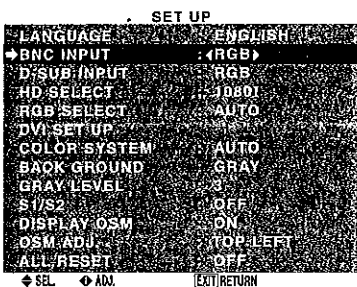 SET UP
LANGUAGE : ENGLISH
→BNC INPUT : ◀RGB▶
D-SUB INPUT : RGB
HD SELECT : 1080I
RGB SELECT : AUTO
DVI SET UP
COLOR SYSTEM : AUTO
BACK GROUND : GRAY
GRAY LEVEL : 3
S1/S2 : OFF
DISPLAY OSM : ON
OSM ADJ. : TOP LEFT
ALL RESET : OFF
SEL. ADJ. EXIT RETURN